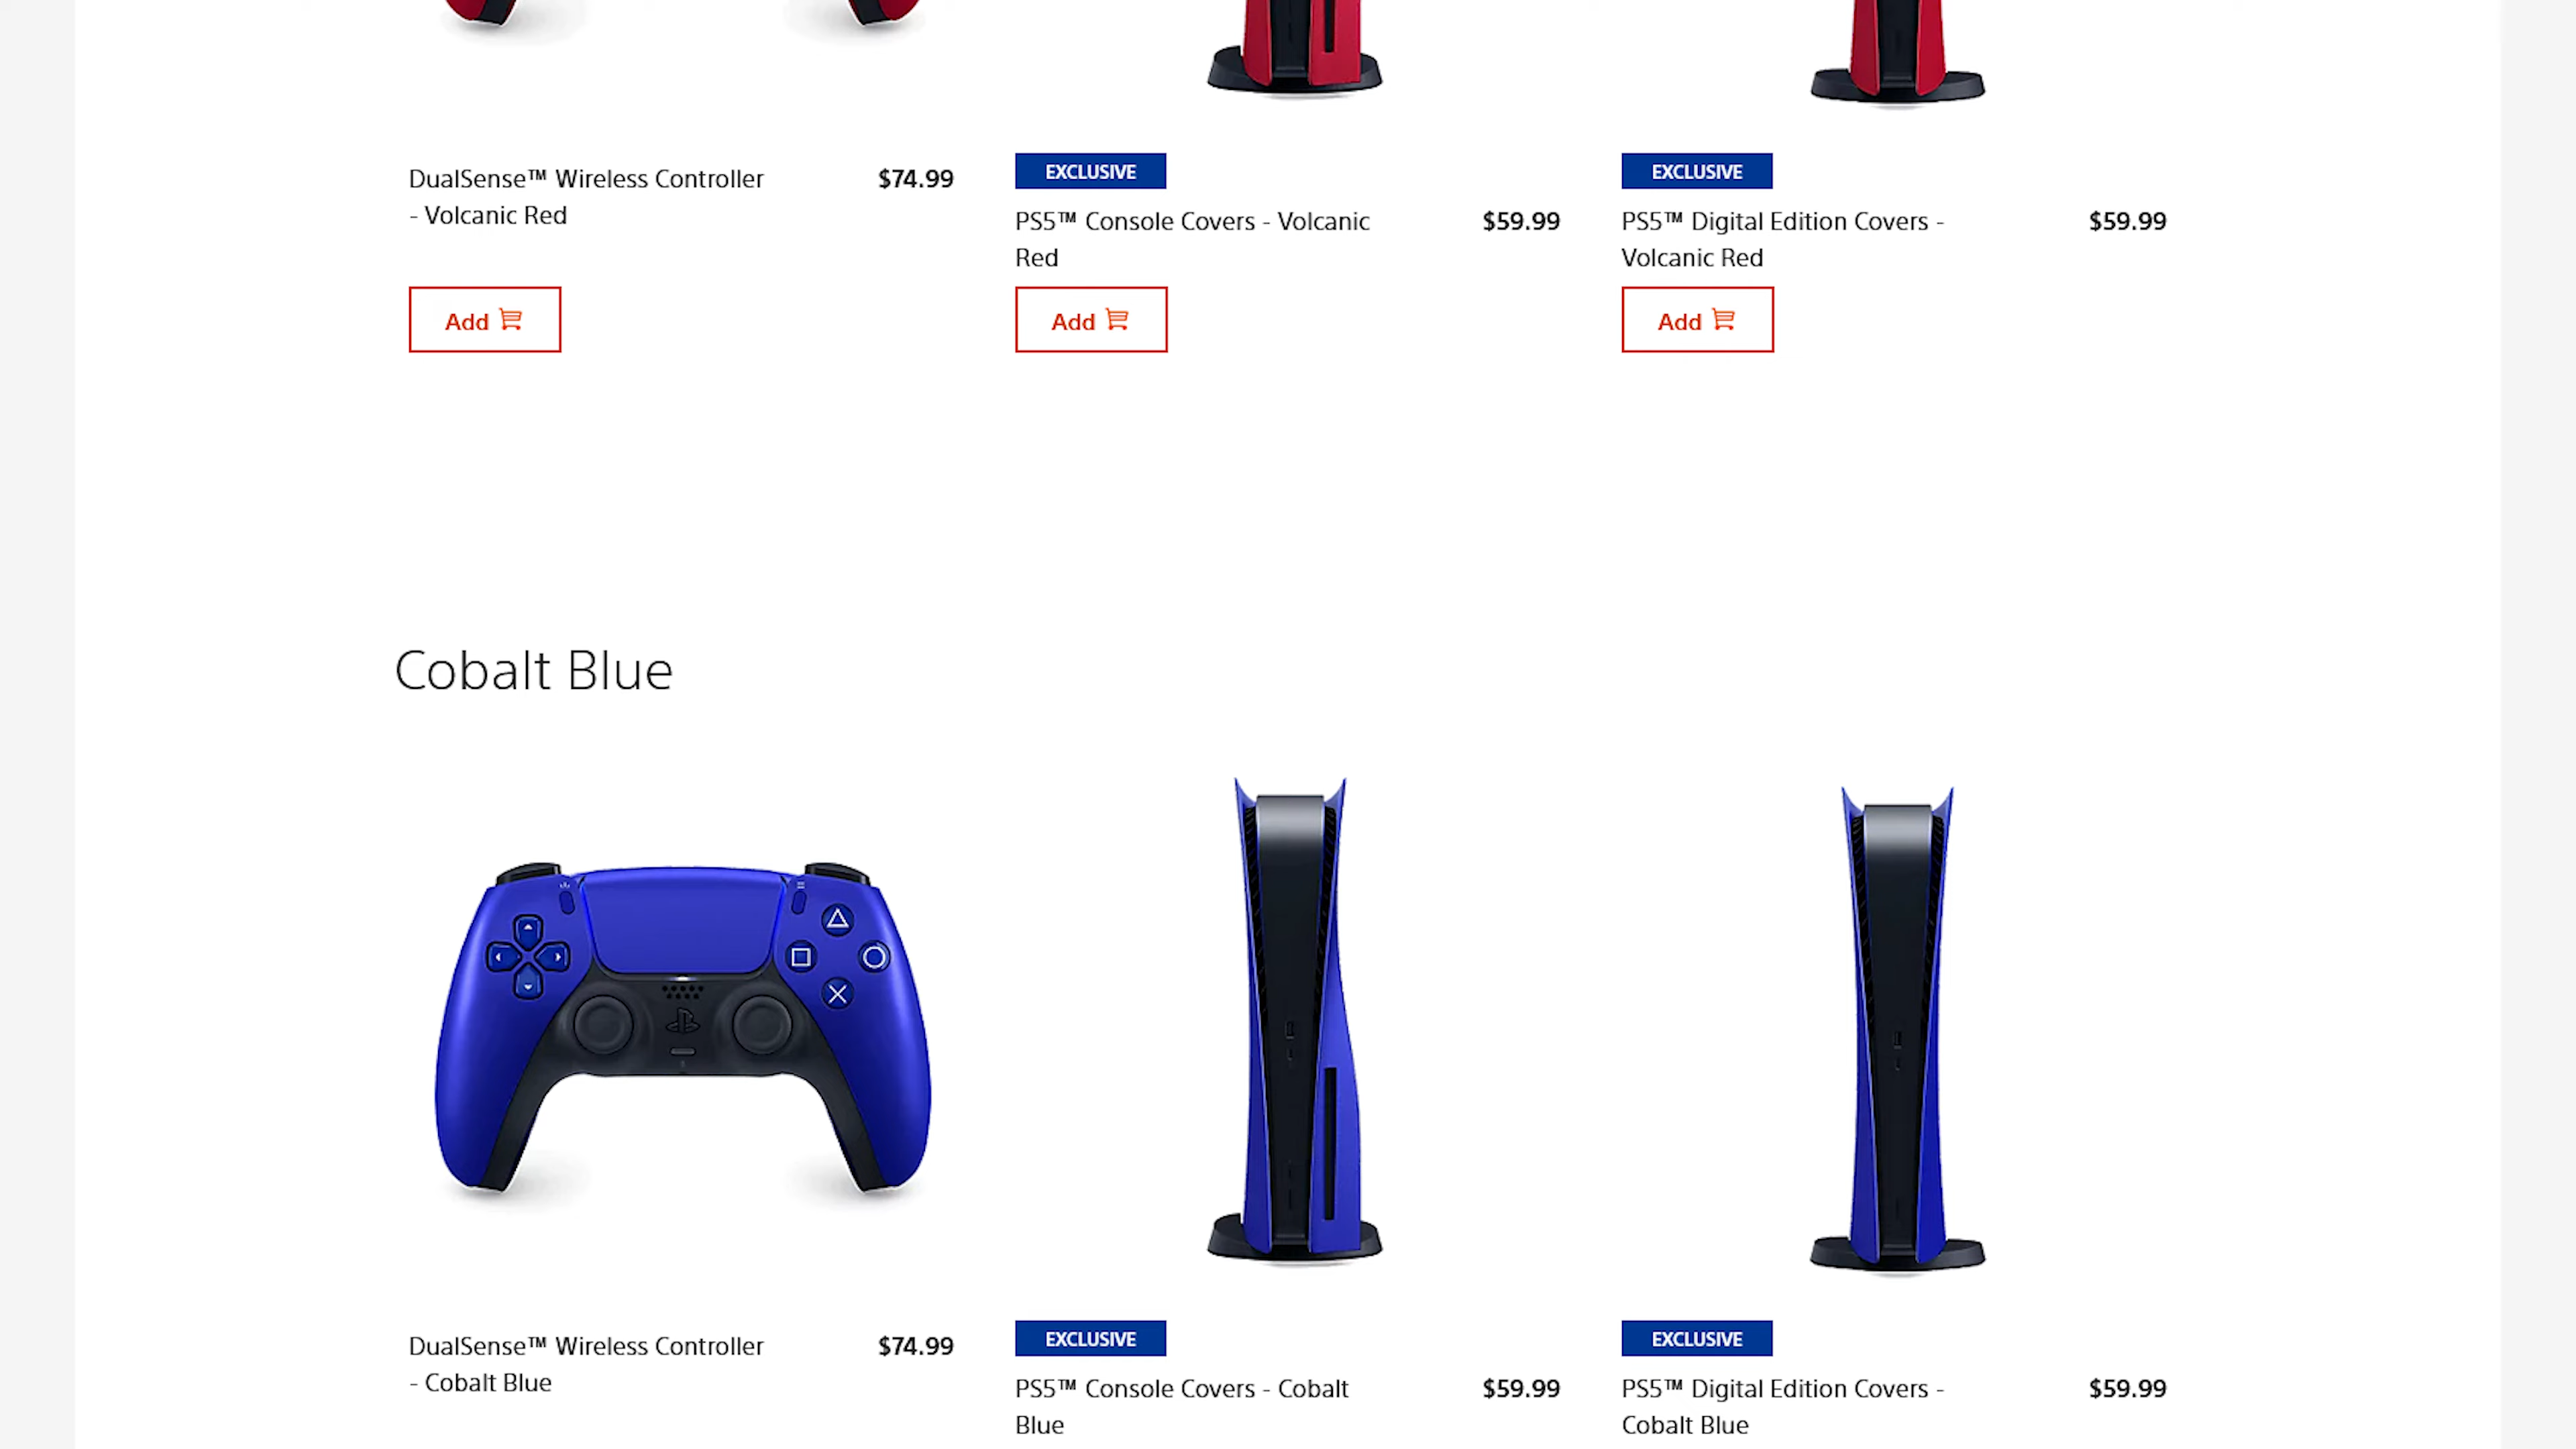 DualSense™ Wireless Controller
- Volcanic Red
$74.99
Add
EXCLUSIVE
PS5™ Console Covers - Volcanic
Red
$59.99
Add
EXCLUSIVE
PS5™ Digital Edition Covers -
Volcanic Red
$59.99
Add
Cobalt Blue
DualSense™ Wireless Controller
- Cobalt Blue
$74.99
EXCLUSIVE
PS5™ Console Covers - Cobalt
Blue
$59.99
EXCLUSIVE
PS5™ Digital Edition Covers -
Cobalt Blue
$59.99